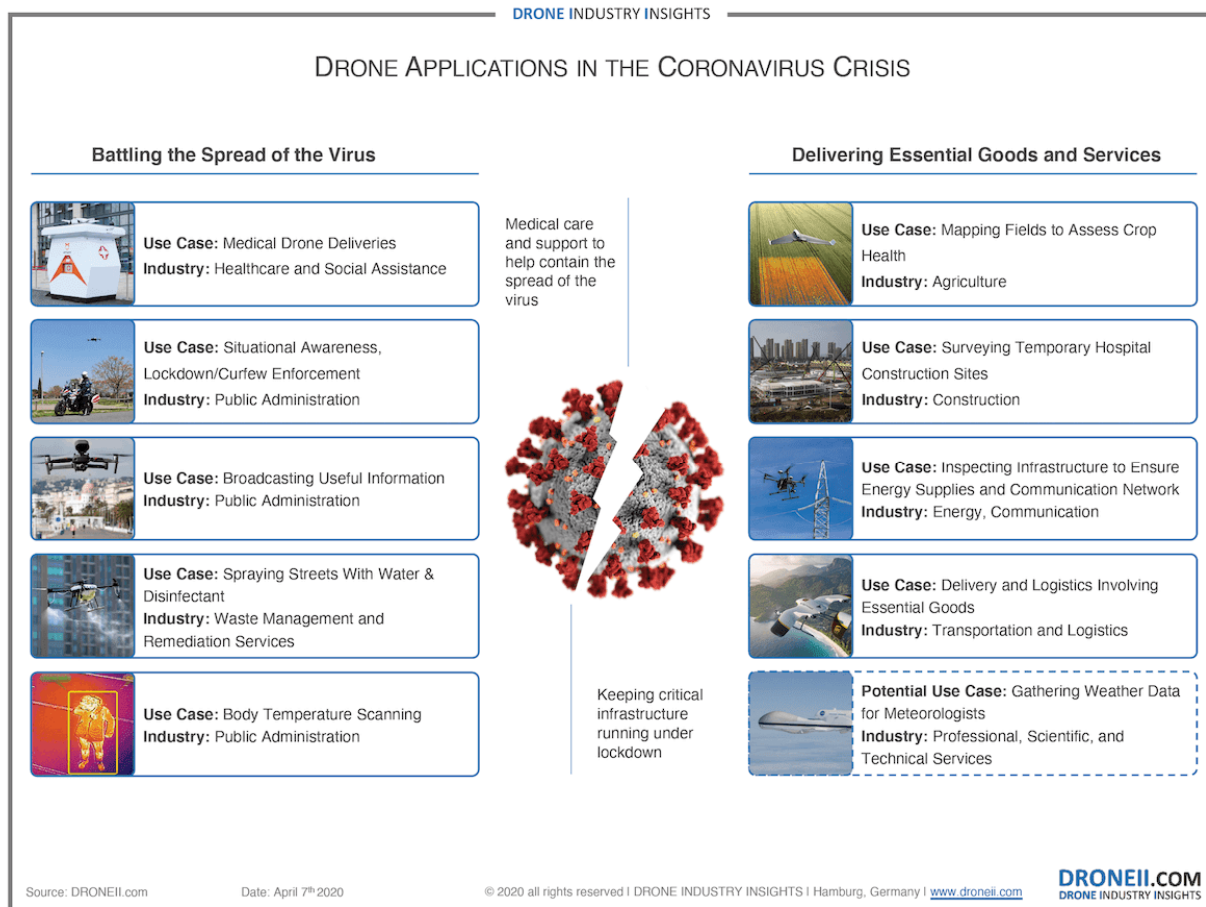 DRONE INDUSTRY INSIGHTS
DRONE APPLICATIONS IN THE CORONAVIRUS CRISIS
Battling the Spread of the Virus
Use Case: Medical Drone Deliveries
Industry: Healthcare and Social Assistance
Use Case: Situational Awareness,
Lockdown/Curfew Enforcement
Industry: Public Administration
Use Case: Broadcasting Useful Information
Industry: Public Administration
Use Case: Spraying Streets With Water &
Disinfectant
Industry: Waste Management and
Remediation Services
Use Case: Body Temperature Scanning
Industry: Public Administration
Medical care
and support to
help contain the
spread of the
virus
Keeping critical
infrastructure
running under
lockdown
Delivering Essential Goods and Services
Use Case: Mapping Fields to Assess Crop
Health
Industry: Agriculture
Use Case: Surveying Temporary Hospital
Construction Sites
Industry: Construction
Use Case: Inspecting Infrastructure to Ensure
Energy Supplies and Communication Network
Industry: Energy, Communication
Use Case: Delivery and Logistics Involving
Essential Goods
Industry: Transportation and Logistics
Potential Use Case: Gathering Weather Data
for Meteorologists
Industry: Professional, Scientific, and
Technical Services
Source: DRONEII.com
Date: April 7th 2020
© 2020 all rights reserved | DRONE INDUSTRY INSIGHTS | Hamburg, Germany | www.droneii.com
DRONEII.COM
DRONE INDUSTRY INSIGHTS